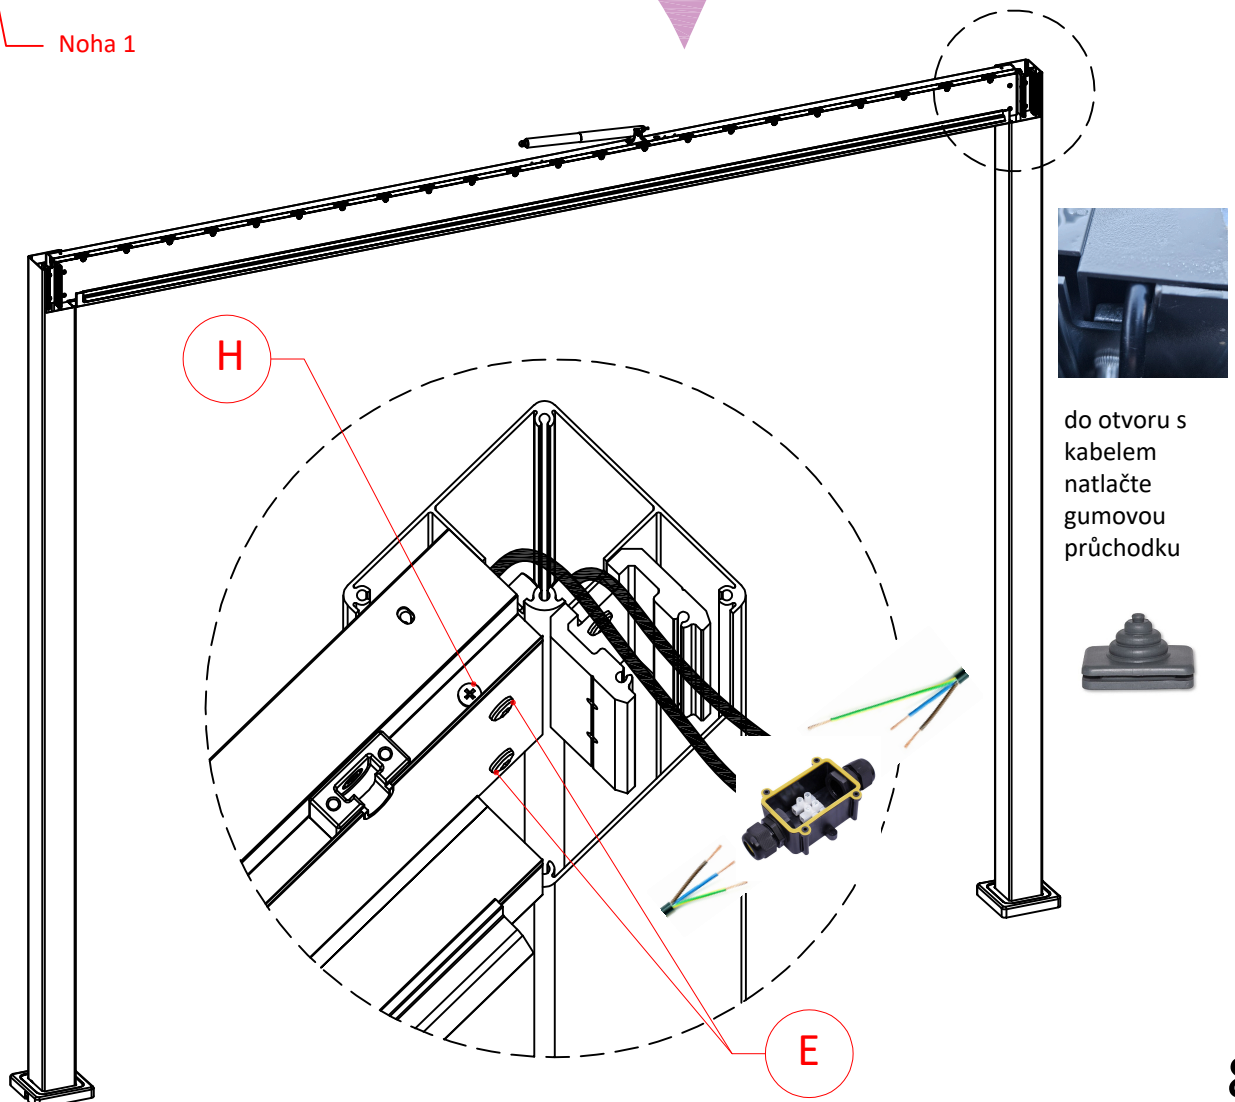 Noha 1
H
do otvoru s
kabelem
natlačte
gumovou
průchodku
E